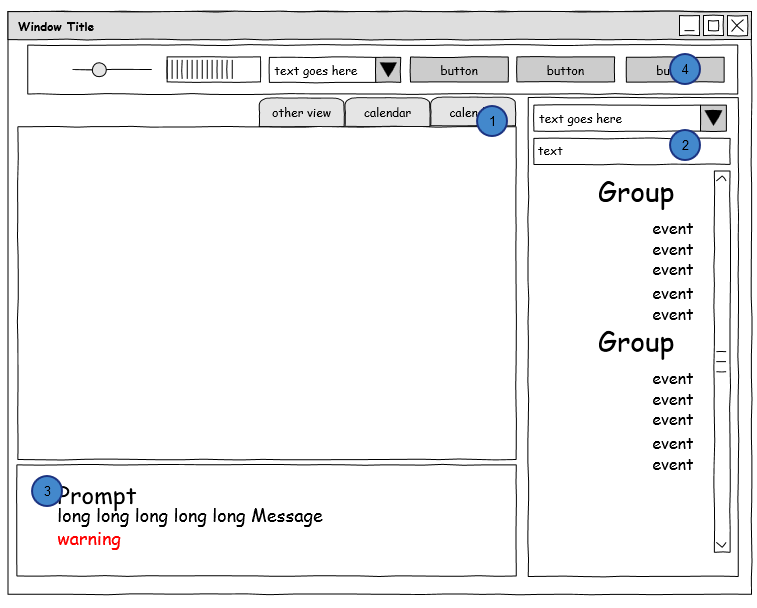 Window Title
text goes here
button
button
bu
4
other view
calendar
calen
1
text goes here
2
text
Group
event
event
event
event
event
Group
event
event
event
event
event
3
Prompt
long long long long long Message
warning